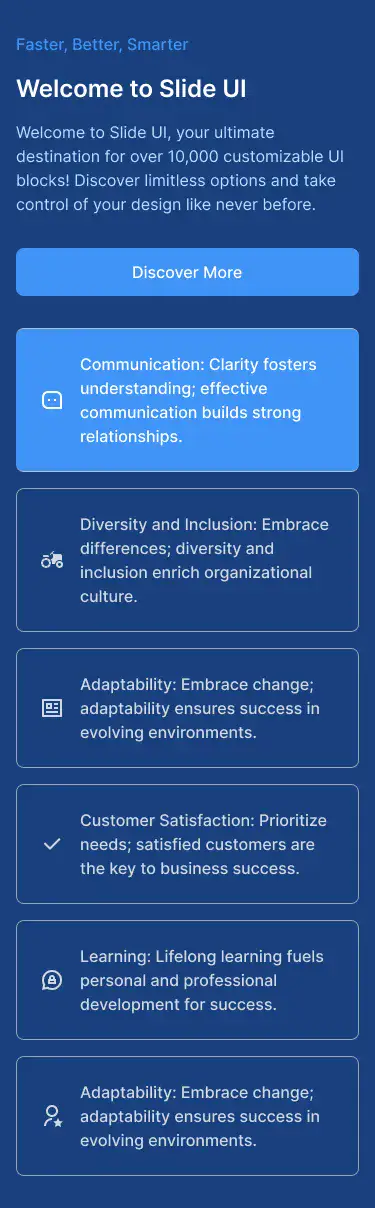 Faster, Better, Smarter
Welcome to Slide UI
Welcome to Slide UI, your ultimate
destination for over 10,000 customizable UI
blocks! Discover limitless options and take
control of your design like never before.
Discover More
Communication: Clarity fosters
understanding; effective
communication builds strong
relationships.
Diversity and Inclusion: Embrace
differences; diversity and
inclusion enrich organizational
culture.
Adaptability: Embrace change;
adaptability ensures success in
evolving environments.
Customer Satisfaction: Prioritize
needs; satisfied customers are
the key to business success.
Learning: Lifelong learning fuels
personal and professional
development for success.
Adaptability: Embrace change;
adaptability ensures success in
evolving environments.